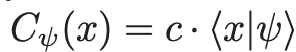 C_ψ(x) = c · ⟨x|ψ⟩